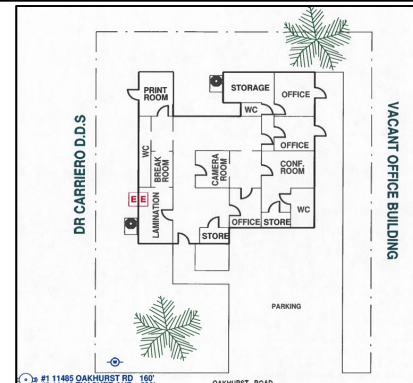 PRINT
ROOM
STORAGE
OFFICE
WC
OFFICE
WC
BREAK
ROOM
CAMERA
ROOM
CONF.
ROOM
E E
LAMINATION
STORE
OFFICE
STORE
WC
DR CARRIERO D.D.S
VACANT OFFICE BUILDING
PARKING
#1 11485 OAKHURST RD 160'
OAKHURST ROAD